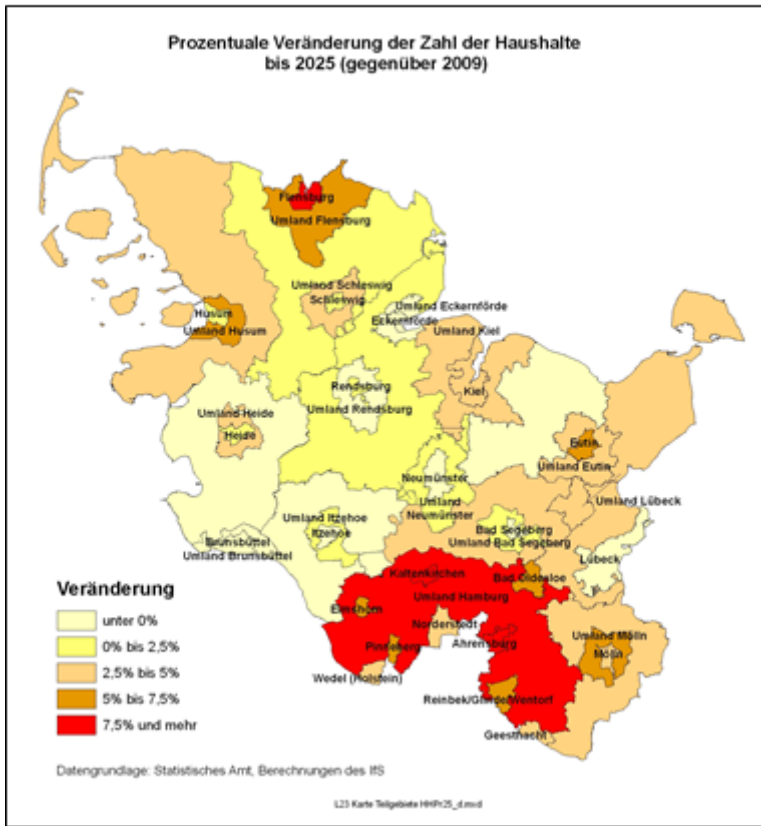 Prozentuale Veränderung der Zahl der Haushalte
bis 2025 (gegenüber 2009)
Flensburg
Umland Flensburg
Umland Schleswig
Schleswig
Umland Eckernförde
Eckernförde
Husum
Umland Husum
Umland Kiel
Kiel
Rendsburg
Umland Rendsburg
Umland Heide
Heide
Eutin
Umland Eutin
Neumünster
Umland
Neumünster
Umland Lübeck
Umland Itzehoe
Itzehoe
Bad Segeberg
Umland Bad Segeberg
Brunsbüttel
Umland Brunsbüttel
Lübeck
Kaltenkirchen
Bad Oldesloe
Umland Hamburg
Elmshorn
Norderstedt
Ahrensburg
Pinneberg
Umland Mölln
Mölln
Wedel (Holstein)
Reinbek/Glinde/Wentorf
Geesthacht
Veränderung
unter 0%
0% bis 2,5%
2,5% bis 5%
5% bis 7,5%
7,5% und mehr
Datengrundlage: Statistisches Amt, Berechnungen des IfS
L23 Karte Teilgebiete HHPr25_d.mxd